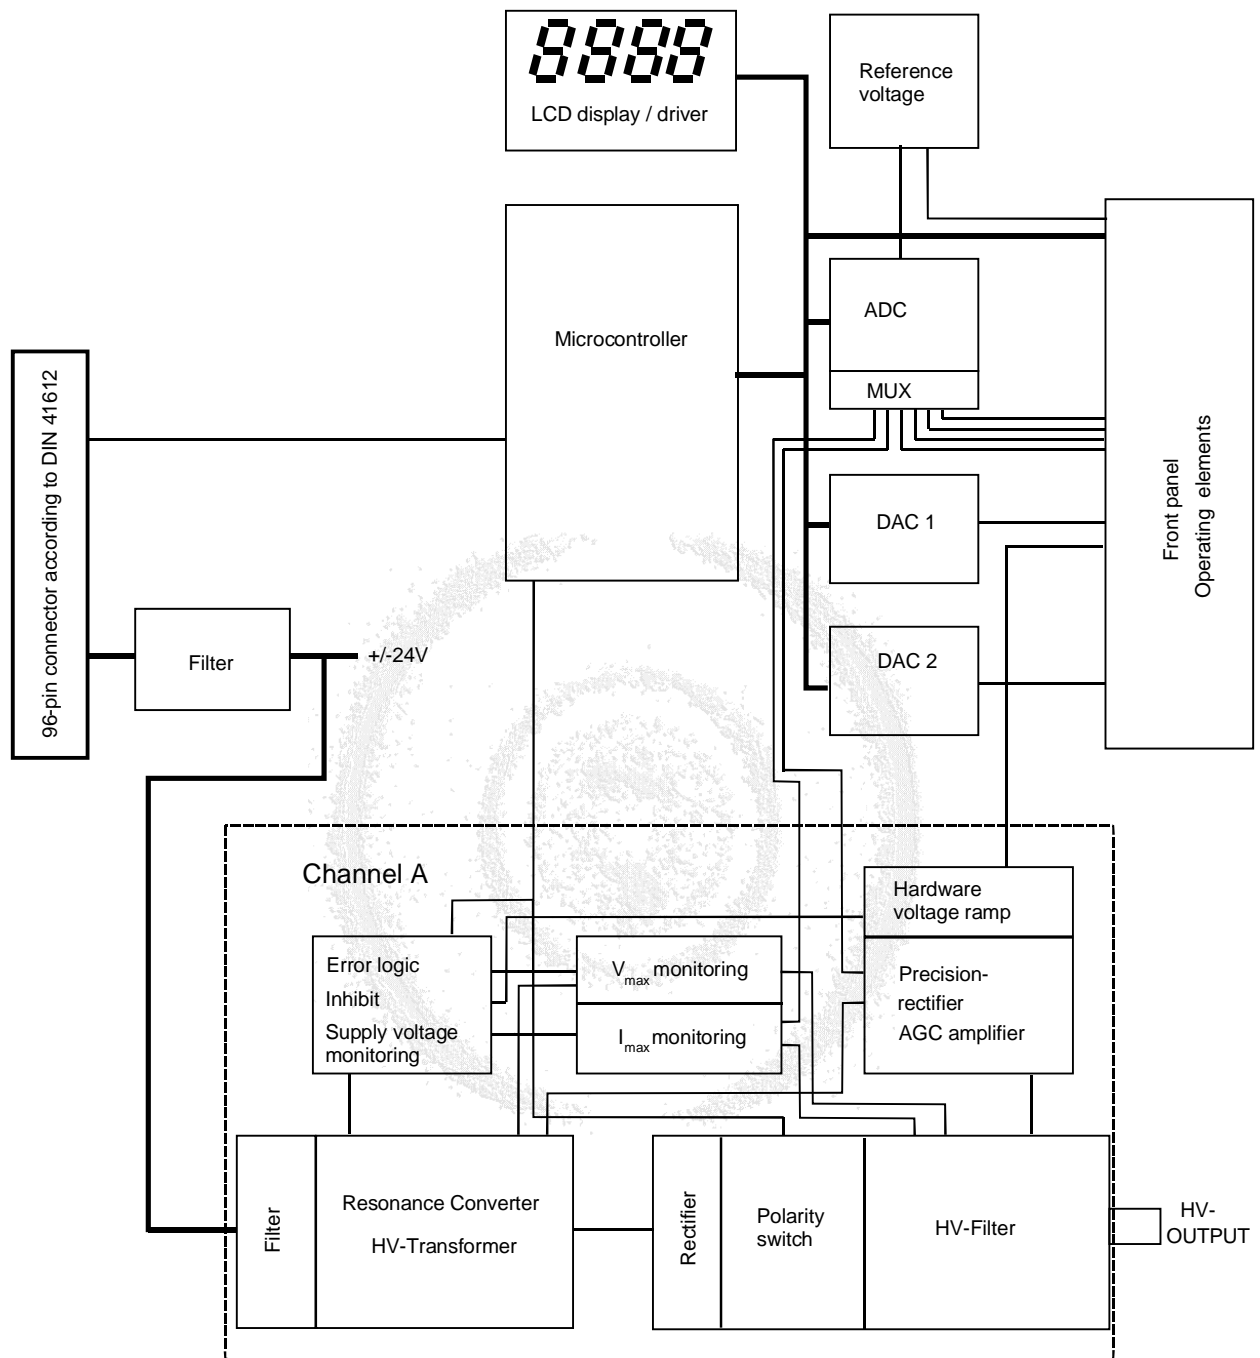 8888
LCD display / driver
Reference
voltage
Microcontroller
ADC
MUX
96-pin connector according to DIN 41612
Front panel
Operating elements
DAC 1
Filter
+/-24V
DAC 2
Channel A
Hardware
voltage ramp
Error logic
Inhibit
Supply voltage
monitoring
Vmax monitoring
Imax monitoring
Precision-
rectifier
AGC amplifier
Filter
Resonance Converter
HV-Transformer
Rectifier
Polarity
switch
HV-Filter
HV-
OUTPUT